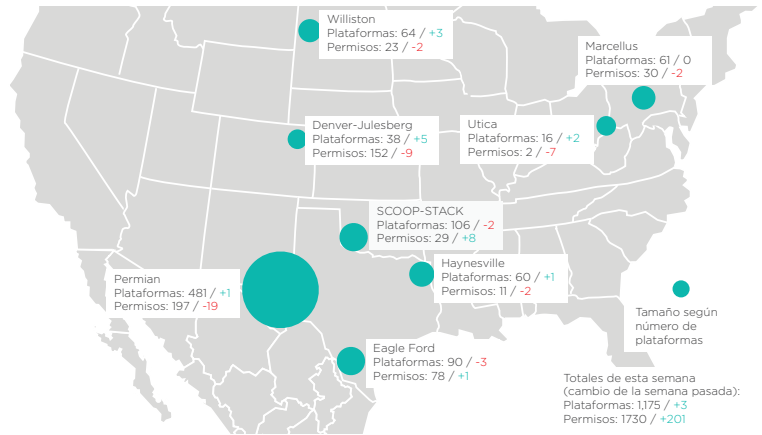 Williston
Plataformas: 64 / +3
Permisos: 23 / -2
Marcellus
Plataformas: 61 / 0
Permisos: 30 / -2
Denver-Julesberg
Plataformas: 38 / +5
Permisos: 152 / -9
Utica
Plataformas: 16 / +2
Permisos: 2 / -7
SCOOP-STACK
Plataformas: 106 / -2
Permisos: 29 / +8
Haynesville
Plataformas: 60 / +1
Permisos: 11 / -2
Permian
Plataformas: 481 / +1
Permisos: 197 / -19
Eagle Ford
Plataformas: 90 / -3
Permisos: 78 / +1
Tamaño según
número de
plataformas
Totales de esta semana
(cambio de la semana pasada):
Plataformas: 1,175 / +3
Permisos: 1730 / +201